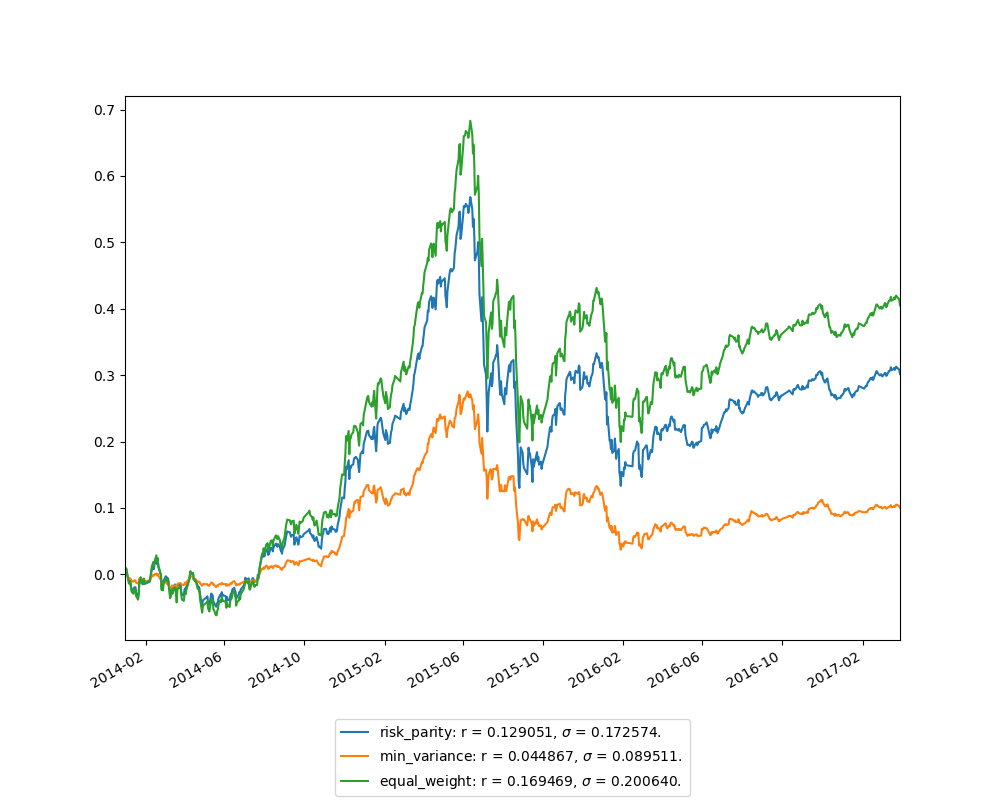 0.7
0.6
0.5
0.4
0.3
0.2
0.1
0.0
2014-02 2014-06 2014-10 2015-02 2015-06 2015-10 2016-02 2016-06 2016-10 2017-02
risk_parity: r = 0.129051, σ = 0.172574.
min_variance: r = 0.044867, σ = 0.089511.
equal_weight: r = 0.169469, σ = 0.200640.